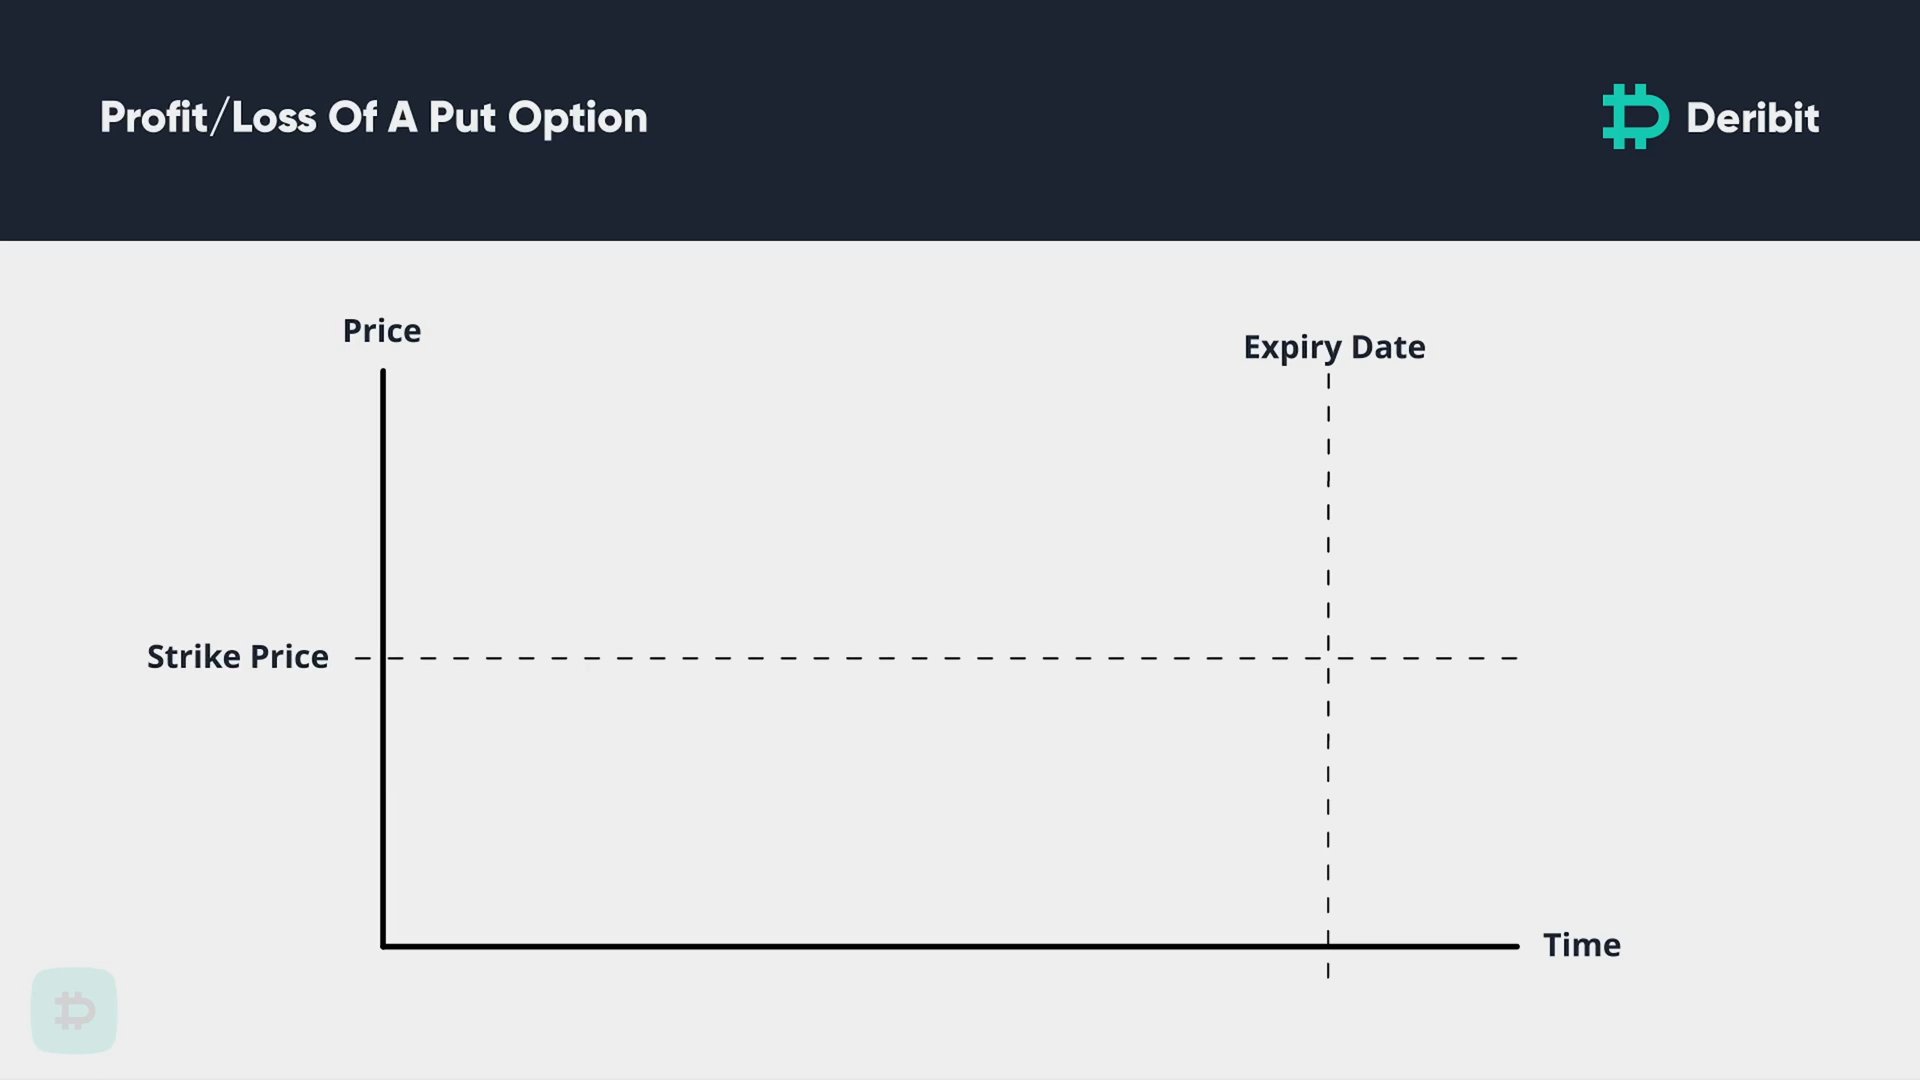 Profit/Loss Of A Put Option
Deribit
Price
Expiry Date
Strike Price
Time